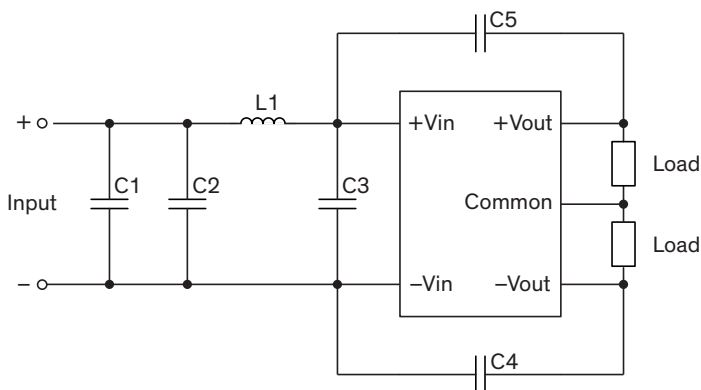 C5
L1
+
+Vin
+Vout
Load
C1
C2
C3
Input
Common
Load
−
−Vin
−Vout
C4